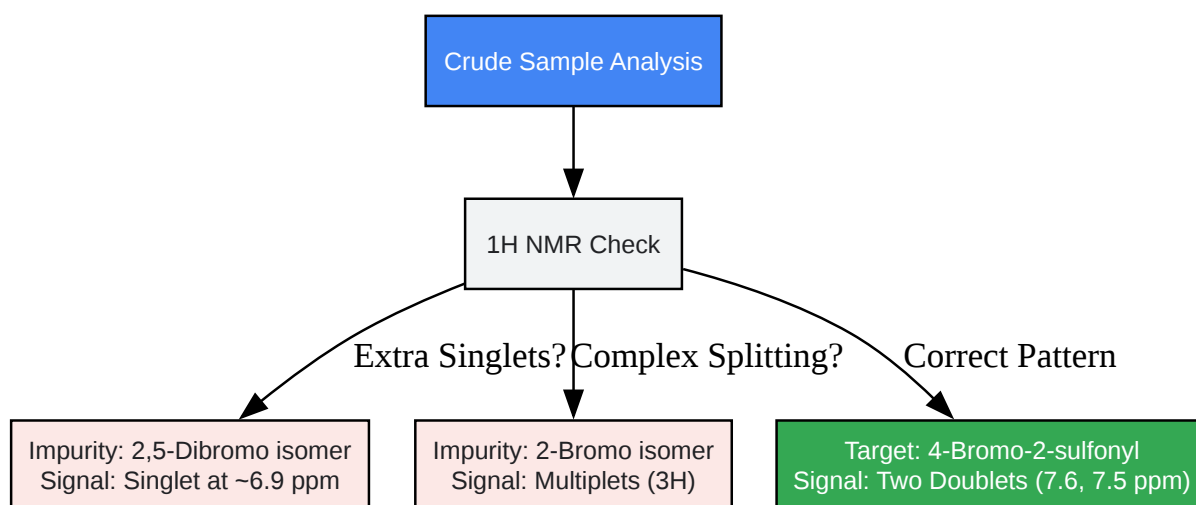 Crude Sample Analysis
1H NMR Check
Extra Singlets?
Complex Splitting?
Correct Pattern
Impurity: 2,5-Dibromo isomer
Signal: Singlet at ~6.9 ppm
Impurity: 2-Bromo isomer
Signal: Multiplets (3H)
Target: 4-Bromo-2-sulfonyl
Signal: Two Doublets (7.6, 7.5 ppm)